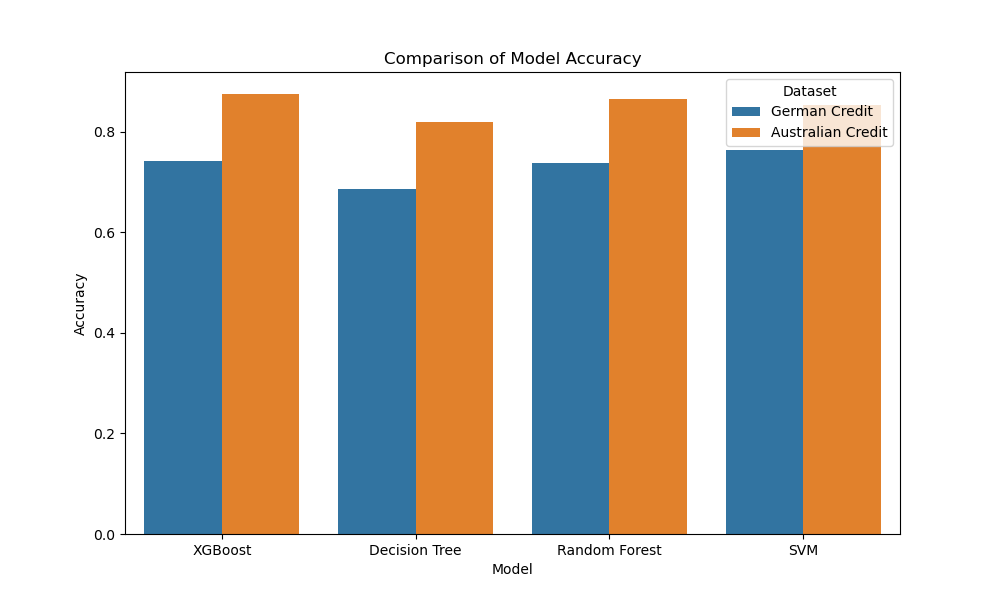 Comparison of Model Accuracy
Dataset
German Credit
Australian Credit
0.8
0.6
0.4
0.2
0.0
Accuracy
XGBoost
Decision Tree
Random Forest
SVM
Model